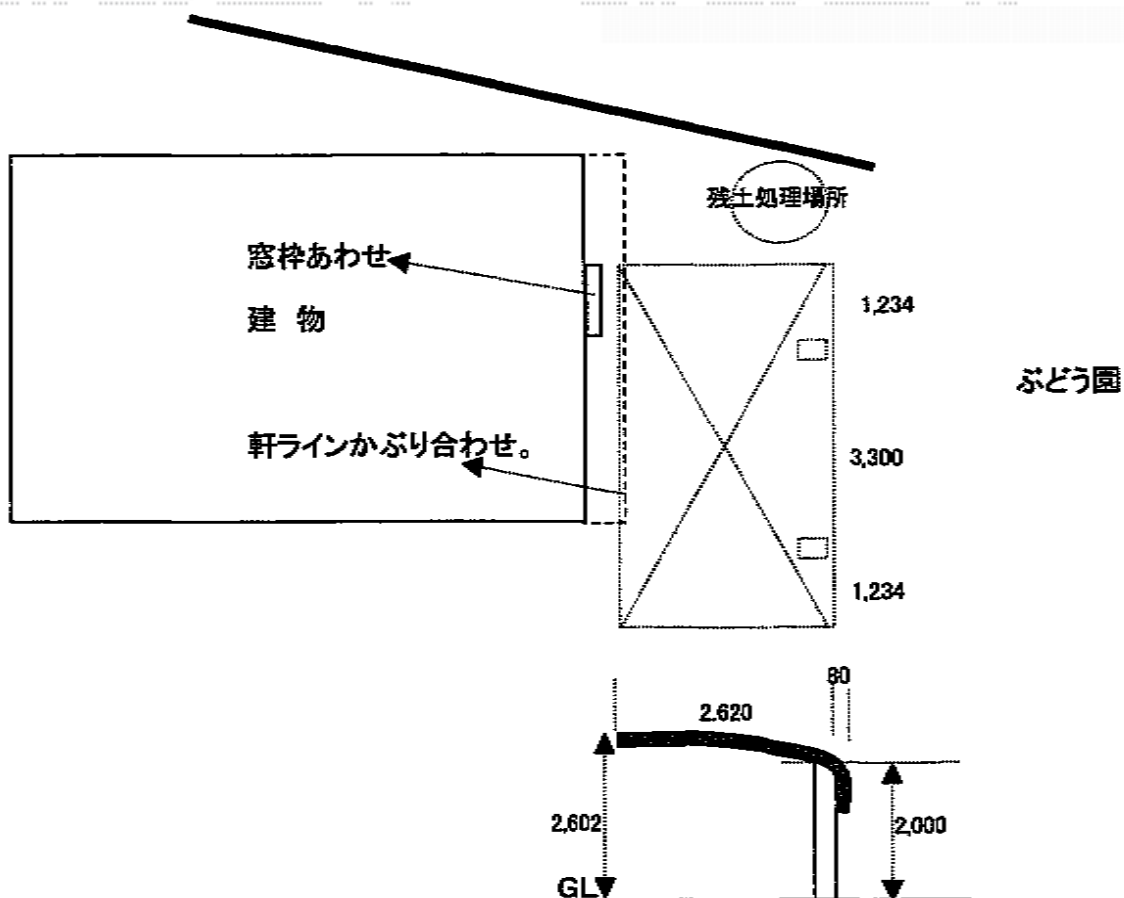 残土処理場所
窓枠あわせ
1,234
建 物
ぶどう園
軒ラインかぶり合わせ。
3,300
1,234
80
2.620
2,602
2,000
GL